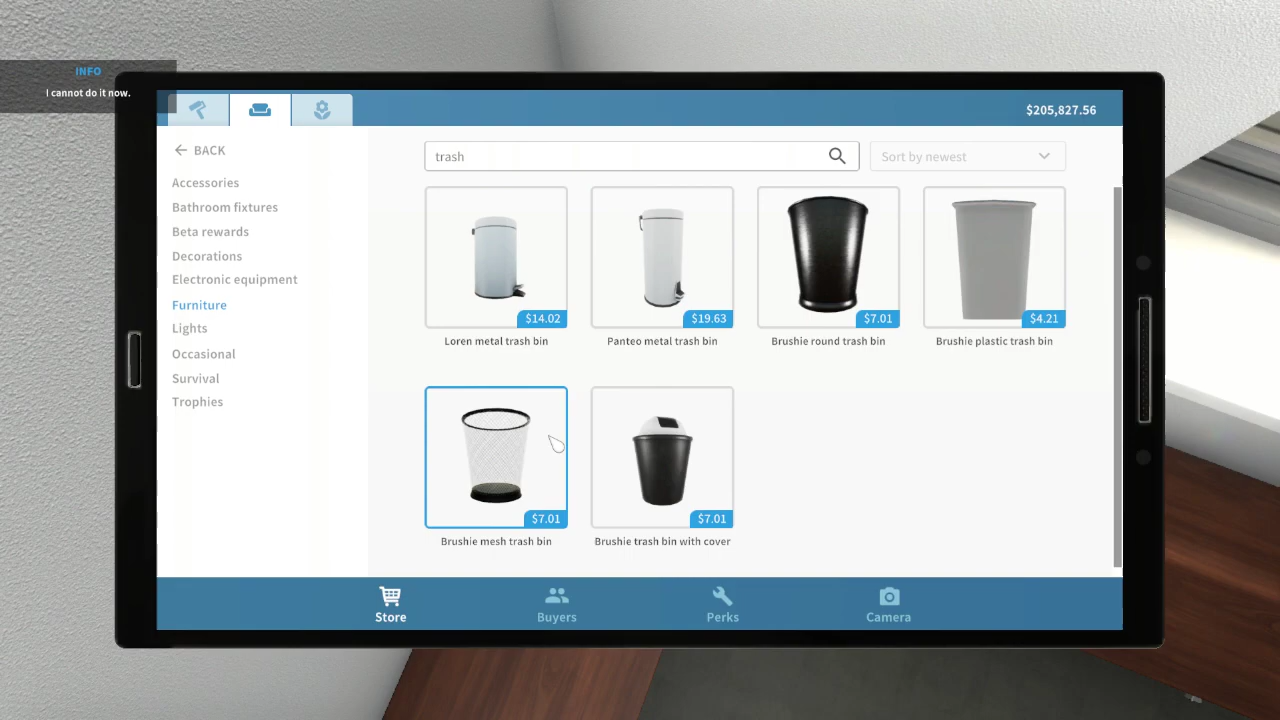 INFO
I cannot do it now.
$205,827.56
BACK
Accessories
Bathroom fixtures
Beta rewards
Decorations
Electronic equipment
Furniture
Lights
Occasional
Survival
Trophies
trash
Sort by newest
$14.02
$19.63
$7.01
$4.21
Loren metal trash bin
Panteo metal trash bin
Brushie round trash bin
Brushie plastic trash bin
$7.01
$7.01
Brushie mesh trash bin
Brushie trash bin with cover
Store
Buyers
Perks
Camera